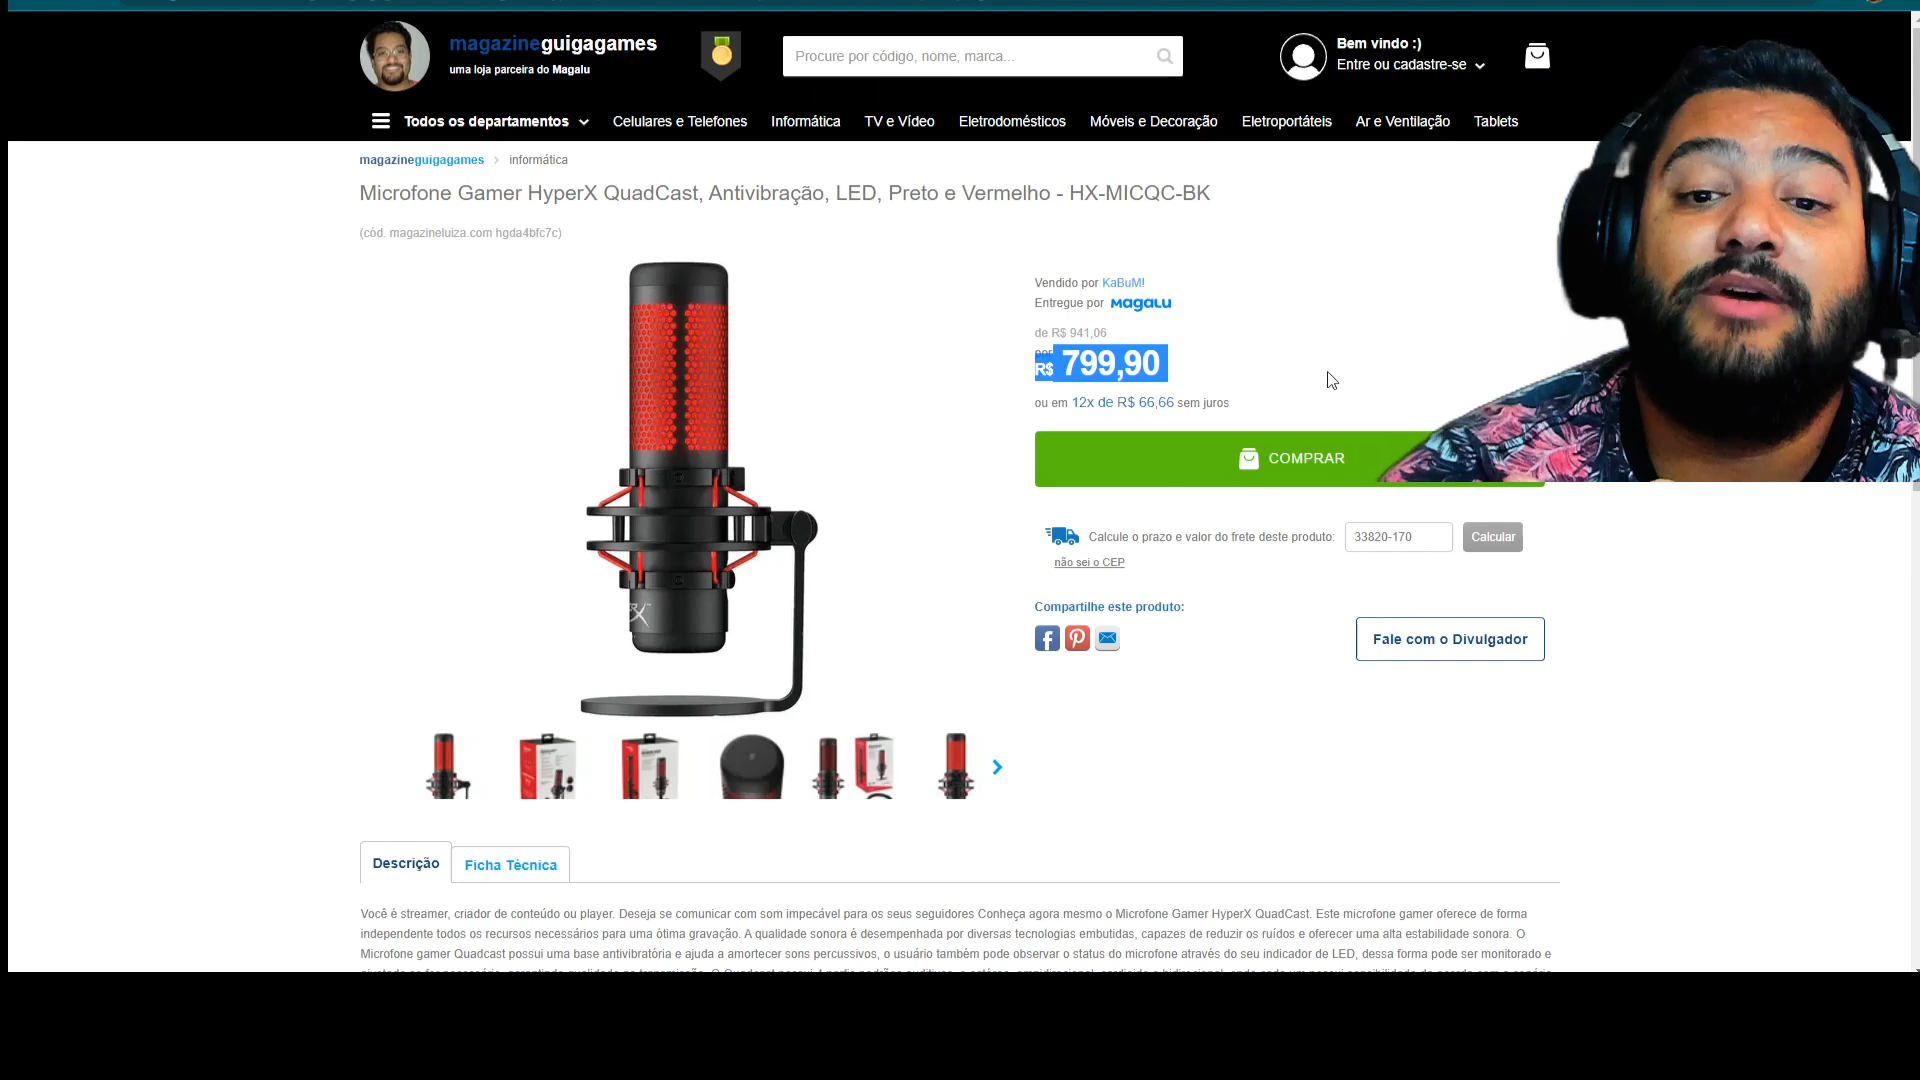 magazineguigagames
uma loja parceira do Magalu
Procure por código, nome, marca...
Bem vindo :)
Entre ou cadastre-se
Todos os departamentos
Celulares e Telefones
Informática
TV e Vídeo
Eletrodomésticos
Móveis e Decoração
Eletroportáteis
Ar e Ventilação
Tablets
magazineguigagames > informática
Microfone Gamer HyperX QuadCast, Antivibração, LED, Preto e Vermelho - HX-MICQC-BK
(cód. magazineluiza.com hgda4bfc7c)
Vendido por KaBuM!
Entregue por Magalu
de R$ 941,06
por
R$ 799,90
ou em 12x de R$ 66,66 sem juros
COMPRAR
Calcule o prazo e valor do frete deste produto:
33820-170
Calcular
não sei o CEP
Compartilhe este produto:
Fale com o Divulgador
Descrição
Ficha Técnica
Você é streamer, criador de conteúdo ou player. Deseja se comunicar com som impecável para os seus seguidores Conheça agora mesmo o Microfone Gamer HyperX QuadCast. Este microfone gamer oferece de forma
independente todos os recursos necessários para uma ótima gravação. A qualidade sonora é desempenhada por diversas tecnologias embutidas, capazes de reduzir os ruídos e oferecer uma alta estabilidade sonora. O
Microfone gamer Quadcast possui uma base antivibratória e ajuda a amortecer sons percussivos, o usuário também pode observar o status do microfone através do seu indicador de LED, dessa forma pode ser monitorado e